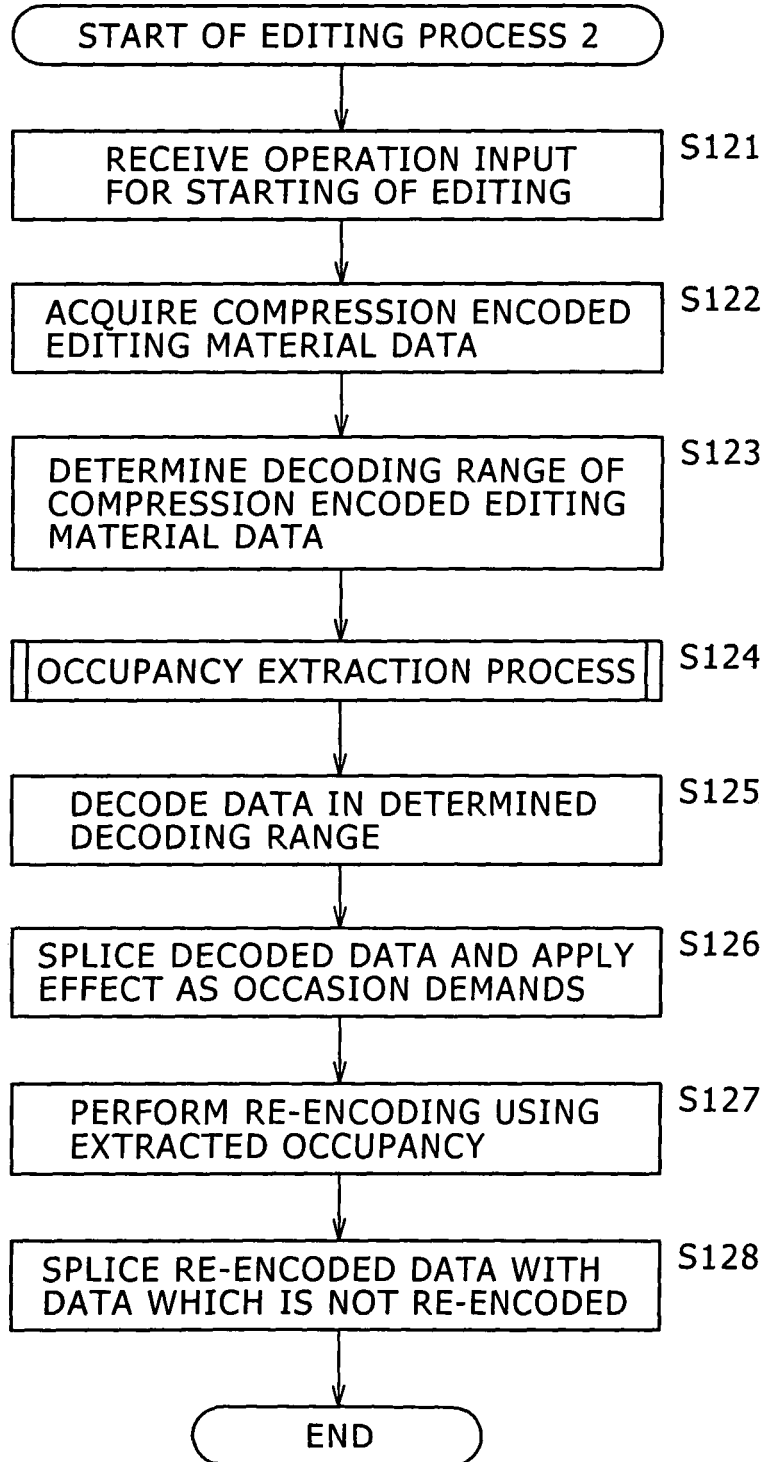 START OF EDITING PROCESS 2
RECEIVE OPERATION INPUT
FOR STARTING OF EDITING
S121
ACQUIRE COMPRESSION ENCODED
EDITING MATERIAL DATA
S122
DETERMINE DECODING RANGE OF
COMPRESSION ENCODED EDITING
MATERIAL DATA
S123
OCCUPANCY EXTRACTION PROCESS
S124
DECODE DATA IN DETERMINED
DECODING RANGE
S125
SPLICE DECODED DATA AND APPLY
EFFECT AS OCCASION DEMANDS
S126
PERFORM RE-ENCODING USING
EXTRACTED OCCUPANCY
S127
SPLICE RE-ENCODED DATA WITH
DATA WHICH IS NOT RE-ENCODED
S128
END